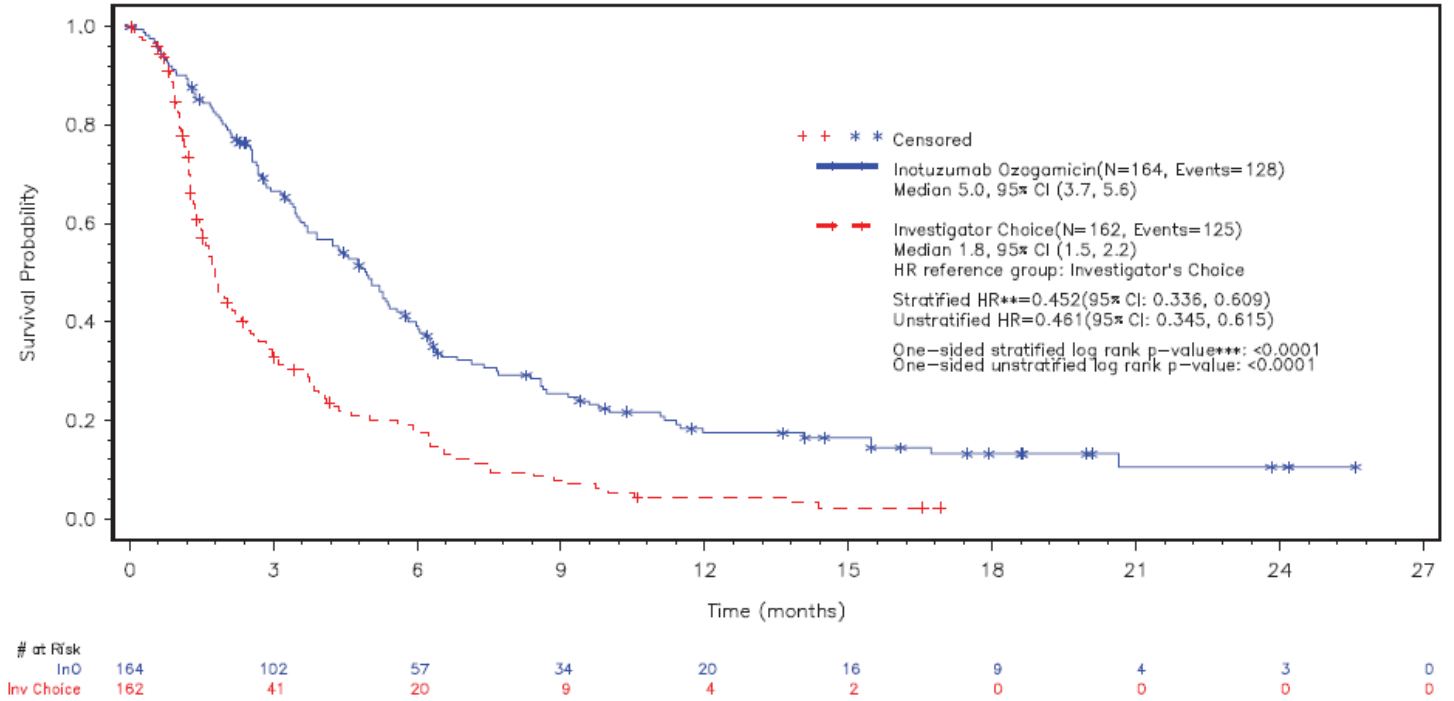 1.0
0.8
0.6
0.4
0.2
0.0
Survival Probability
+ + * * Censored
Inotuzumab Ozogamicin(N=164, Events=128)
Median 5.0, 95% CI (3.7, 5.6)
Investigator Choice(N=162, Events=125)
Median 1.8, 95% CI (1.5, 2.2)
HR reference group: Investigator's Choice
Stratified HR**=0.452(95% CI: 0.336, 0.609)
Unstratified HR=0.461(95% CI: 0.345, 0.615)
One-sided stratified log rank p-value***: <0.0001
One-sided unstratified log rank p-value: <0.0001
0 3 6 9 12 15 18 21 24 27
Time (months)
# at Risk
InO 164 102 57 34 20 16 9 4 3 0
Inv Choice 162 41 20 9 4 2 0 0 0 0